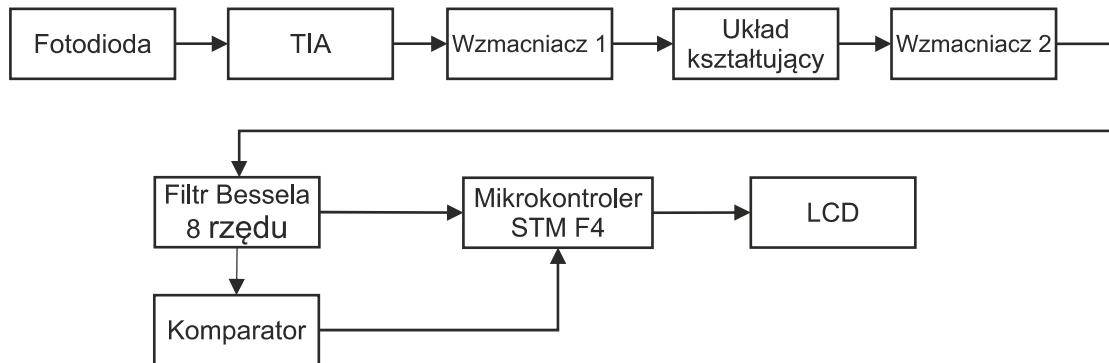 Fotodioda
TIA
Wzmacniacz 1
Układ
kształtujący
Wzmacniacz 2
Filtr Bessela
8 rzędu
Mikrokontroler
STM F4
LCD
Komparator